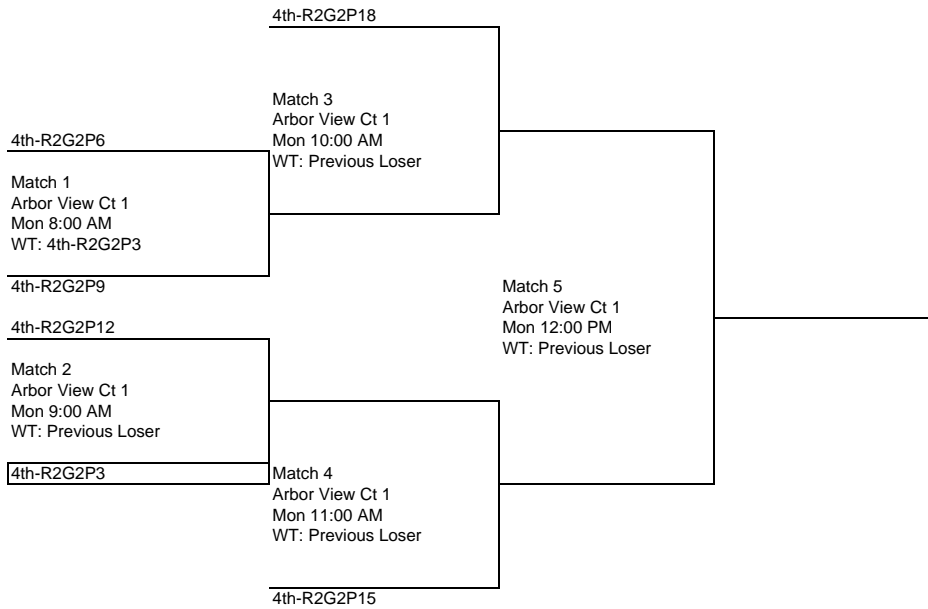 4th-R2G2P18
Match 3
Arbor View Ct 1
Mon 10:00 AM
WT: Previous Loser
4th-R2G2P6
Match 1
Arbor View Ct 1
Mon 8:00 AM
WT: 4th-R2G2P3
4th-R2G2P9
Match 5
Arbor View Ct 1
Mon 12:00 PM
WT: Previous Loser
4th-R2G2P12
Match 2
Arbor View Ct 1
Mon 9:00 AM
WT: Previous Loser
4th-R2G2P3
Match 4
Arbor View Ct 1
Mon 11:00 AM
WT: Previous Loser
4th-R2G2P15